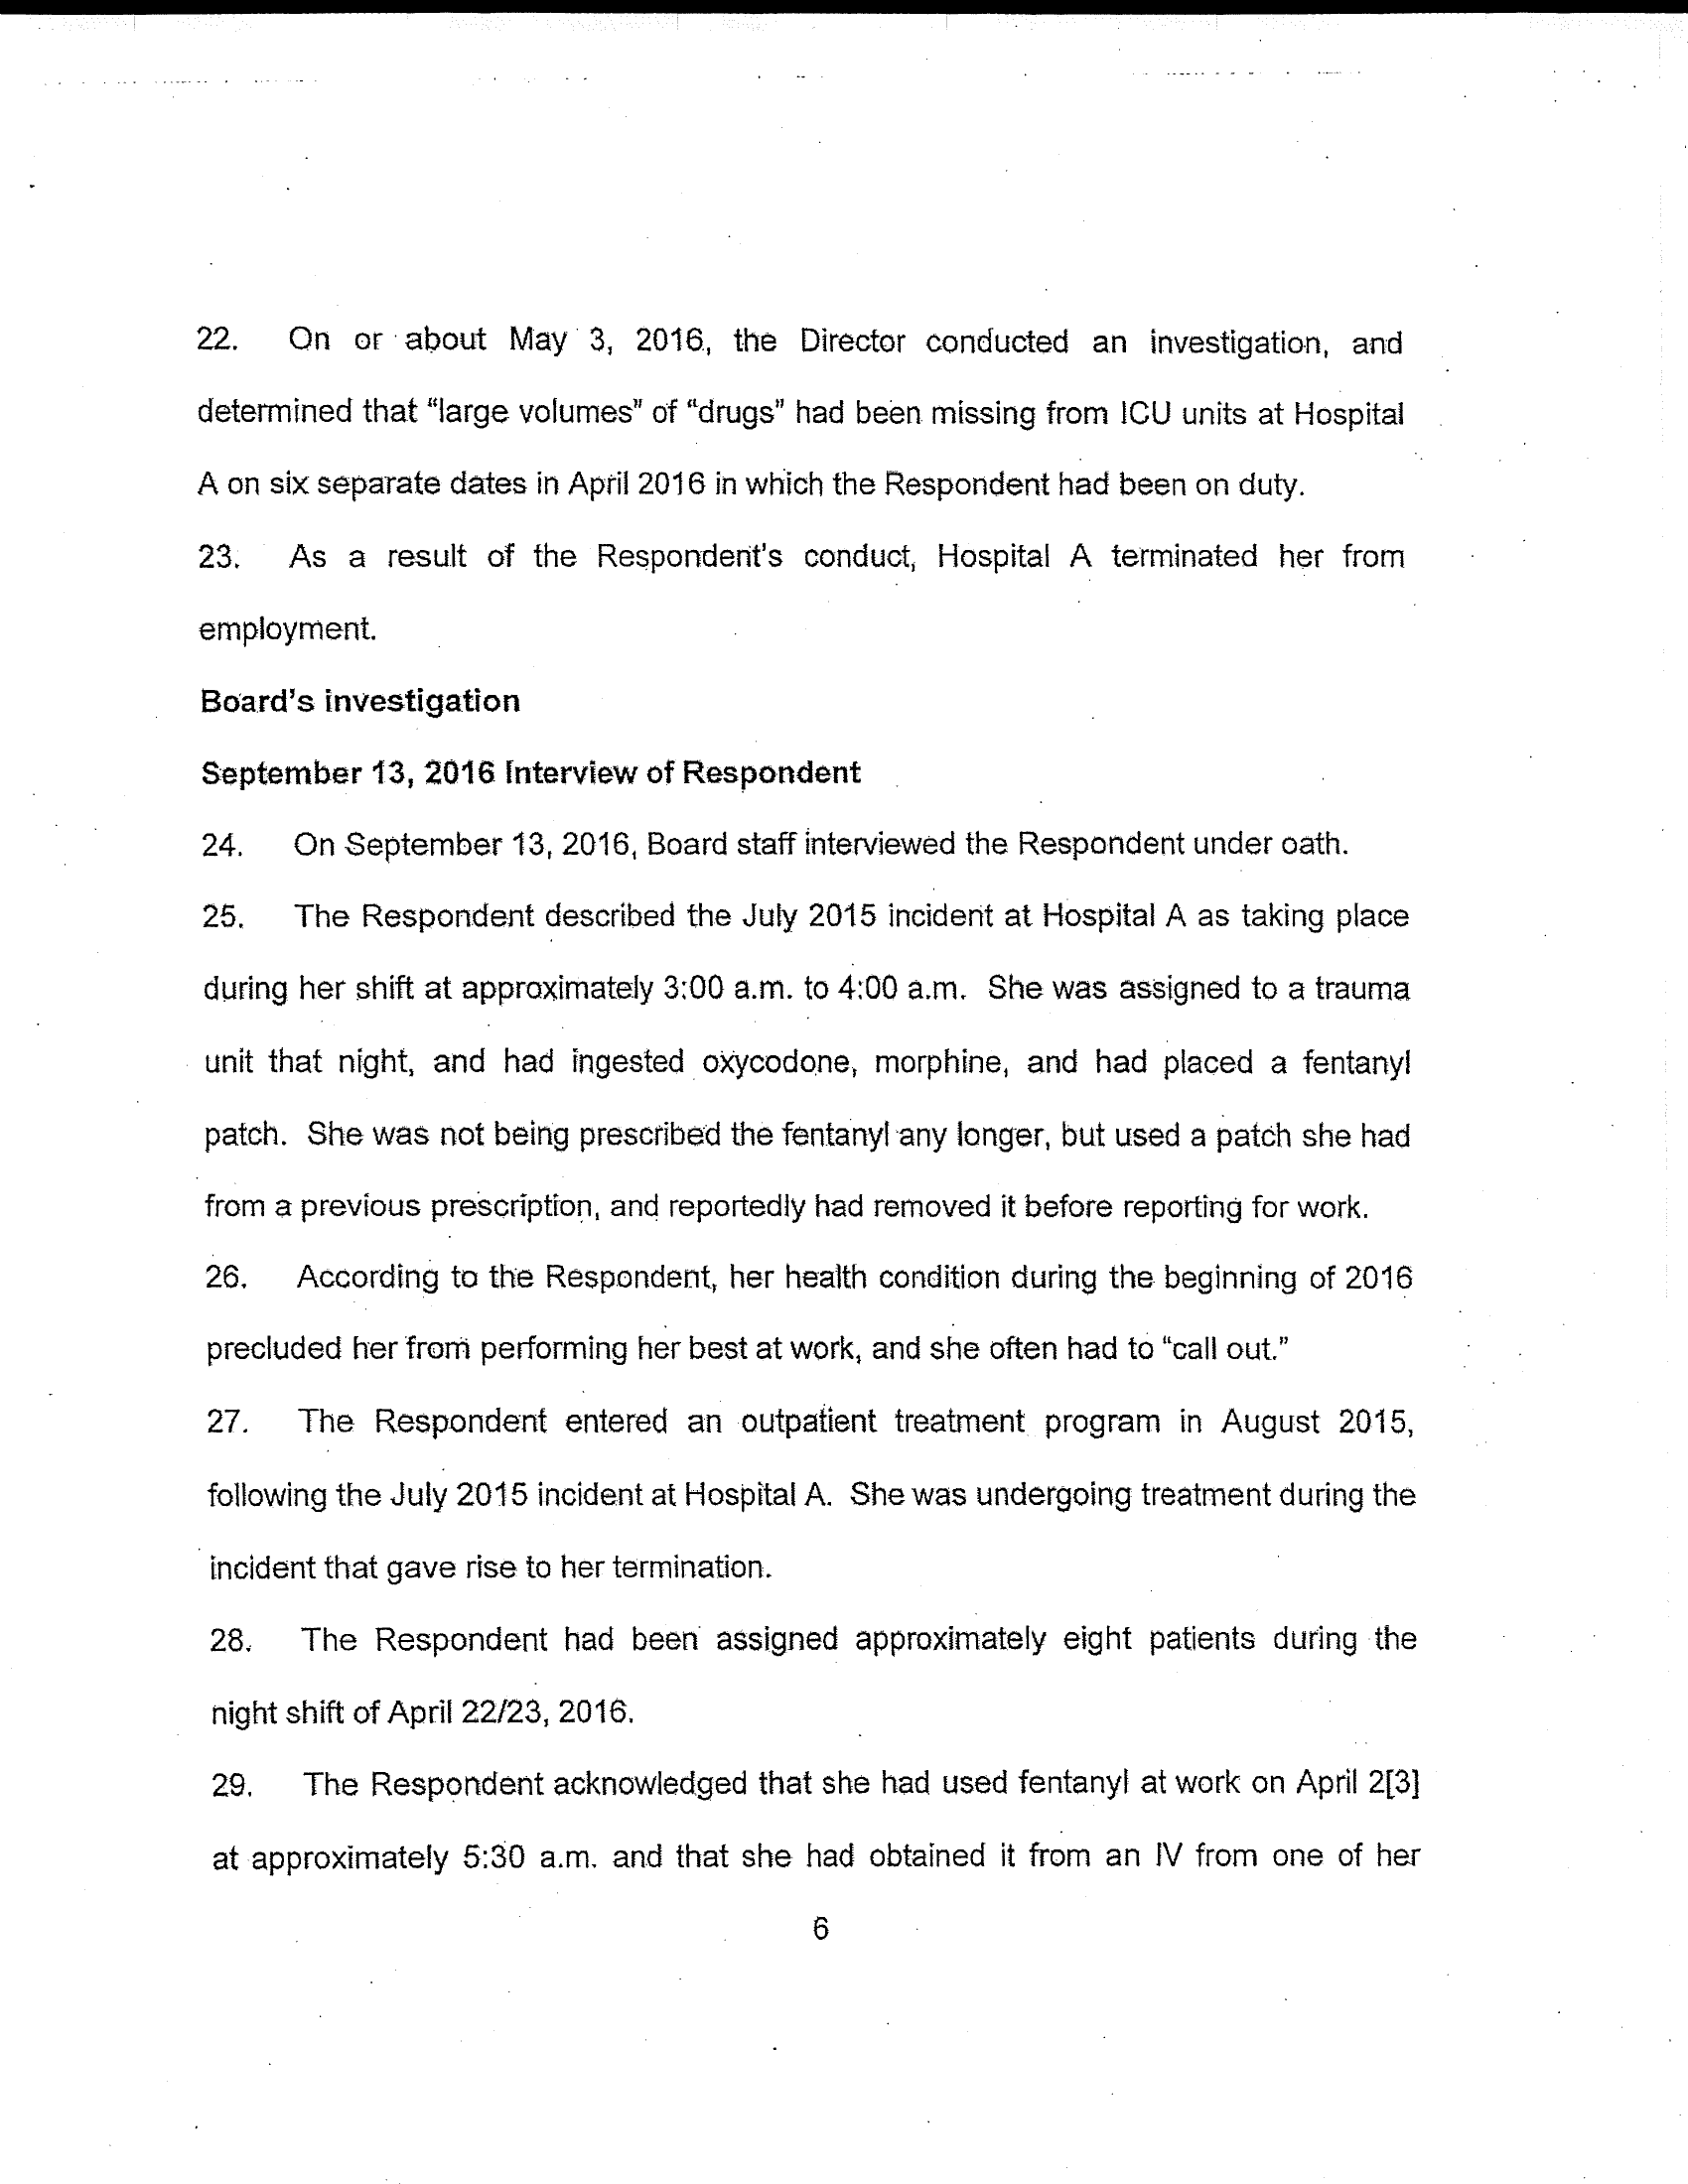 22. On or about May 3, 2016, the Director conducted an investigation, and
determined that “large volumes” of “drugs” had been missing from ICU units at Hospital
A on six separate dates in April 2016 in which the Respondent had been on duty.
23. As a result of the Respondent's conduct, Hospital A terminated her from
employment.
Board's investigation
September 13, 2016 Interview of Respondent
24. On September 13, 2016, Board staff interviewed the Respondent under oath.
25. The Respondent described the July 2015 incident at Hospital A as taking place
during her shift at approximately 3:00 a.m. to 4:00 a.m. She was assigned to a trauma
unit that night, and had ingested oxycodone, morphine, and had placed a fentanyl
patch. She was not being prescribed the fentanyl any longer, but used a patch she had
from a previous prescription, and reportedly had removed it before reporting for work.
26. According to the Respondent, her health condition during the beginning of 2016
precluded her from performing her best at work, and she often had to “call out.”
27. The Respondent entered an outpatient treatment program in August 2015,
following the July 2015 incident at Hospital A. She was undergoing treatment during the
incident that gave rise to her termination.
28. The Respondent had been assigned approximately eight patients during the
night shift of April 22/23, 2016.
29. The Respondent acknowledged that she had used fentanyl at work on April 2[3]
at approximately 5:30 a.m. and that she had obtained it from an IV from one of her
6